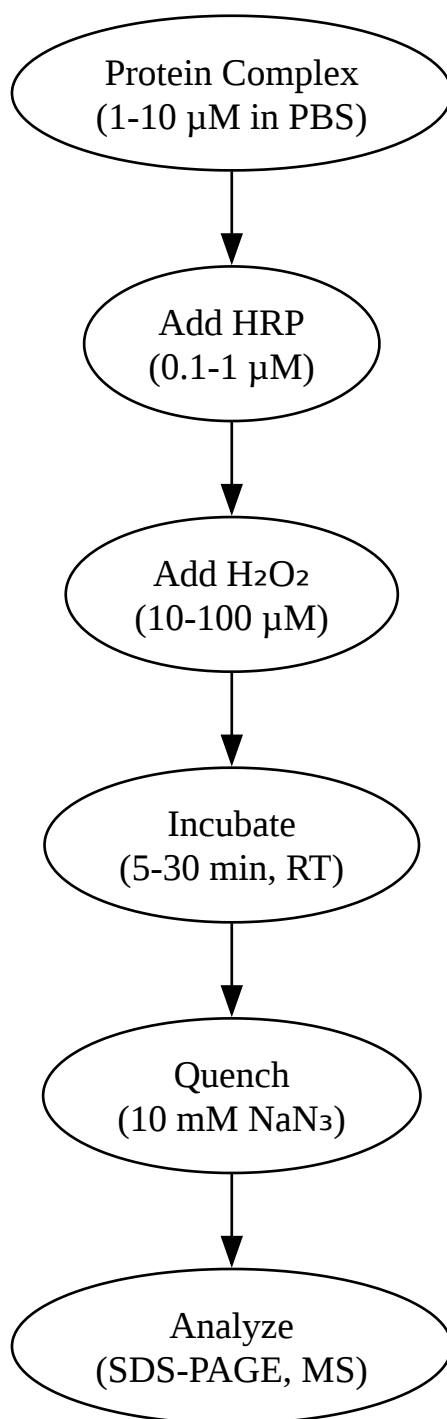 Protein Complex
(1-10 µM in PBS)
Add HRP
(0.1-1 µM)
Add H₂O₂
(10-100 µM)
Incubate
(5-30 min, RT)
Quench
(10 mM NaN₃)
Analyze
(SDS-PAGE, MS)